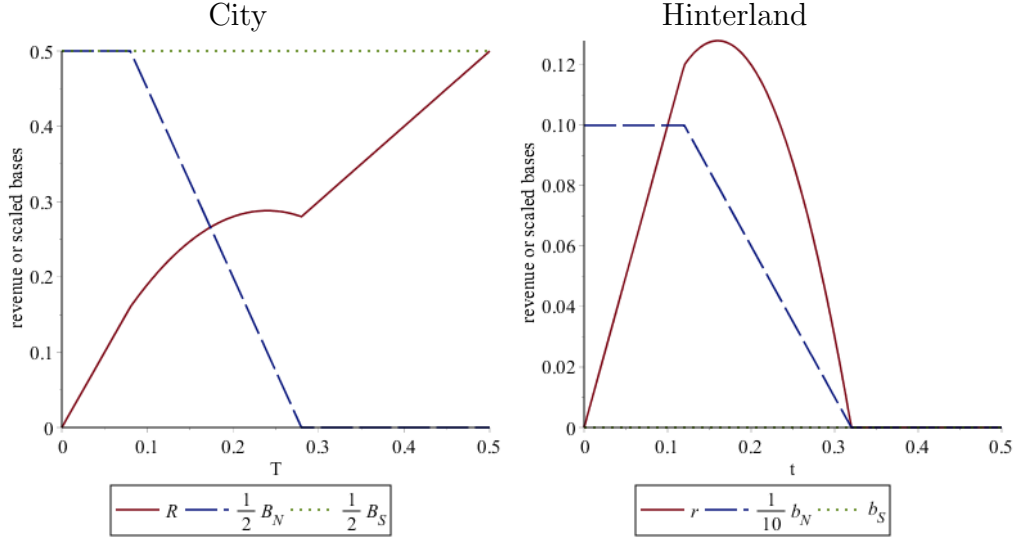 City
Hinterland
revenue or scaled bases
0.5
0.4
0.3
0.2
0.1
0
0
0.1
0.2
0.3
0.4
0.5
T
R
1/2 B_N
1/2 B_S
revenue or scaled bases
0.12
0.10
0.08
0.06
0.04
0.02
0
0
0.1
0.2
0.3
0.4
0.5
t
r
1/10 b_N
b_S